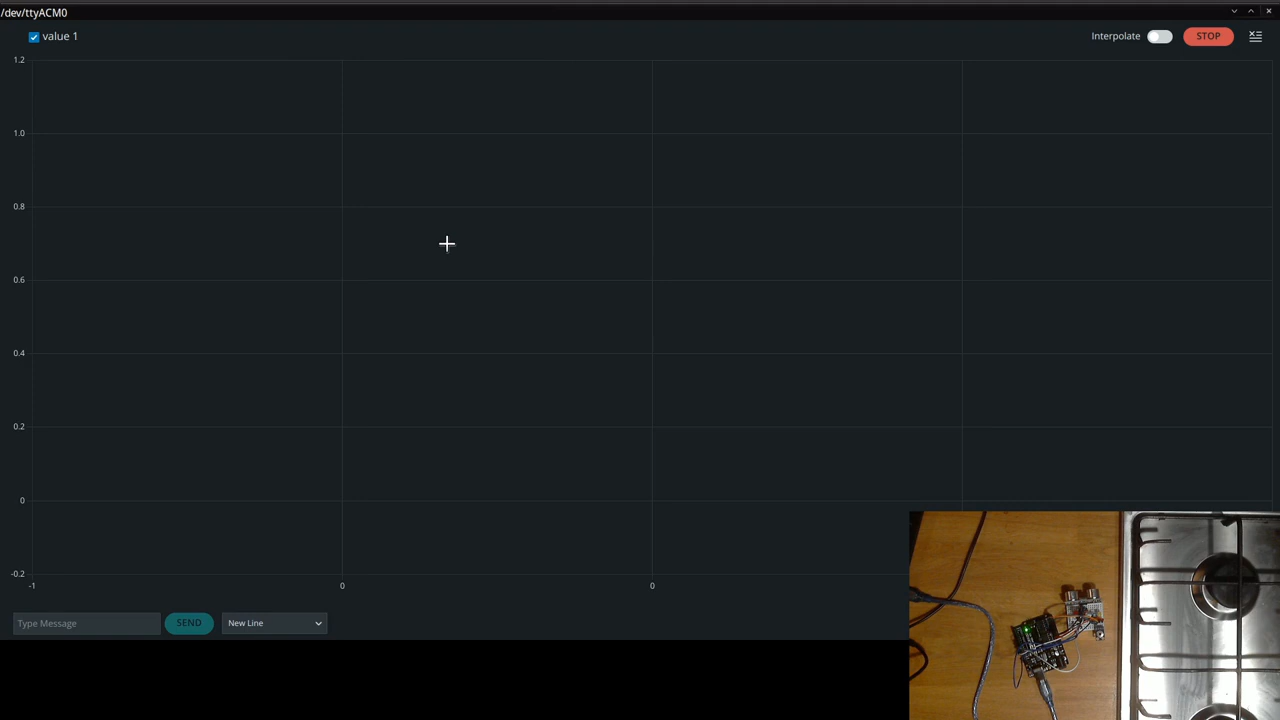 /dev/ttyACM0
value 1
Interpolate
STOP
1.2
1.0
0.8
0.6
0.4
0.2
0
-0.2
-1
0
0
Type Message
SEND
New Line